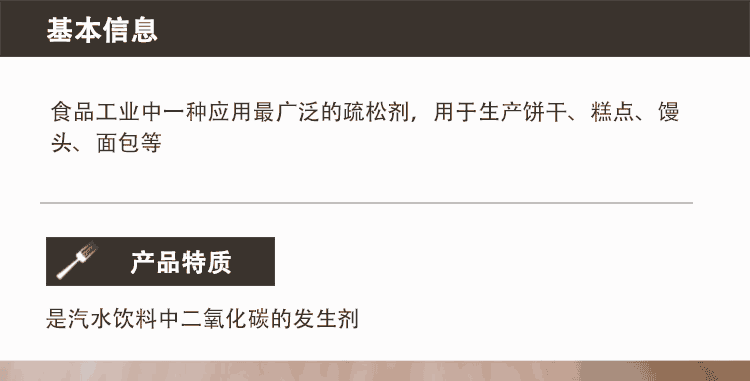 基本信息
食品工业中一种应用最广泛的疏松剂，用于生产饼干、糕点、馒
头、面包等
产品特质
是汽水饮料中二氧化碳的发生剂